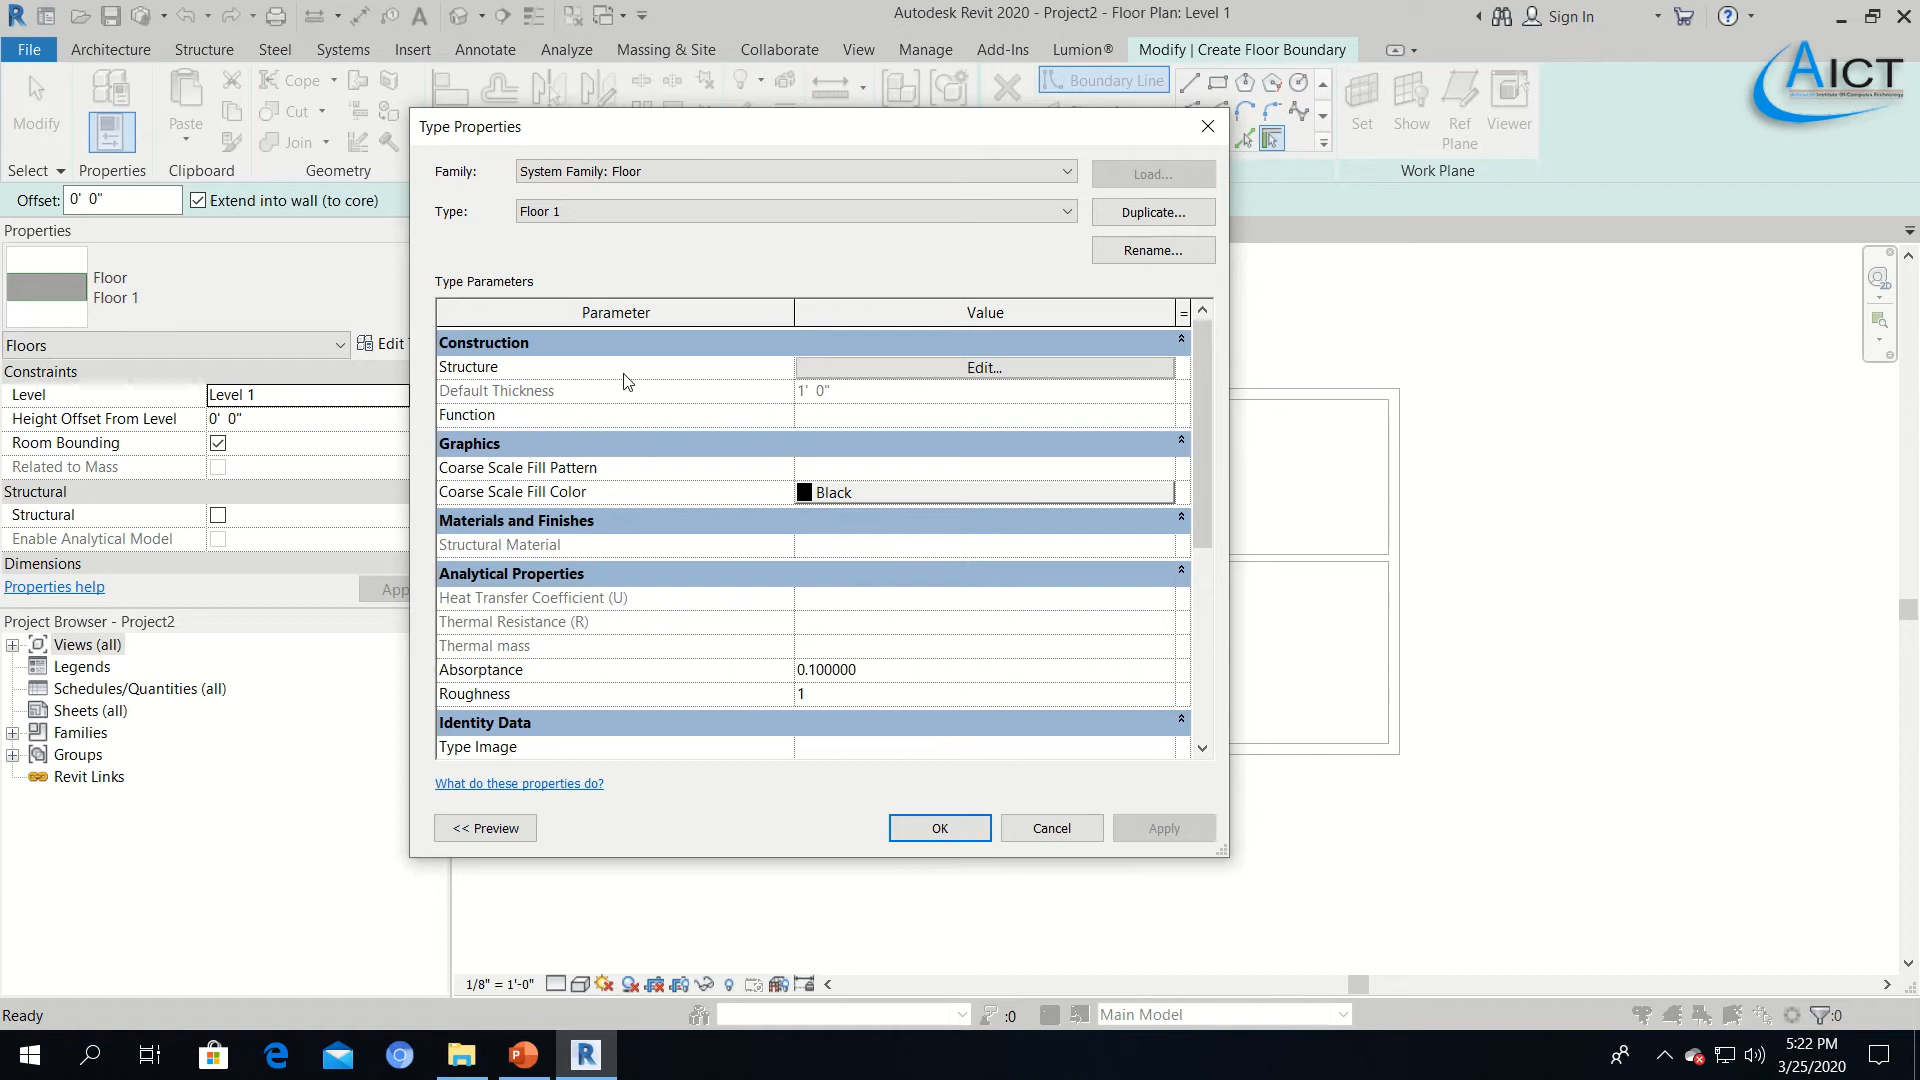 Autodesk Revit 2020 - Project2 - Floor Plan: Level 1
Sign In
File Architecture Structure Steel Systems Insert Annotate Analyze Massing & Site Collaborate View Manage Add-Ins Lumion® Modify | Create Floor Boundary
AICT
Modify
Paste
Cope
Cut
Join
Boundary Line
Set
Show
Ref
Plane
Viewer
Select
Properties
Clipboard
Geometry
Work Plane
Offset: 0' 0"
Extend into wall (to core)
Properties
Floor
Floor 1
Floors
Edit
Constraints
Level
Level 1
Height Offset From Level
0' 0"
Room Bounding
Related to Mass
Structural
Structural
Enable Analytical Model
Dimensions
Properties help
App
Project Browser - Project2
Views (all)
Legends
Schedules/Quantities (all)
Sheets (all)
Families
Groups
Revit Links
Type Properties
Family:
System Family: Floor
Load...
Type:
Floor 1
Duplicate...
Rename...
Type Parameters
Parameter
Value
=
Construction
Structure
Edit...
Default Thickness
1' 0"
Function
Graphics
Coarse Scale Fill Pattern
Coarse Scale Fill Color
Black
Materials and Finishes
Structural Material
Analytical Properties
Heat Transfer Coefficient (U)
Thermal Resistance (R)
Thermal mass
Absorptance
0.100000
Roughness
1
Identity Data
Type Image
What do these properties do?
<< Preview
OK
Cancel
Apply
2D
1/8" = 1'-0"
Ready
:0
Main Model
:0
5:22 PM
3/25/2020